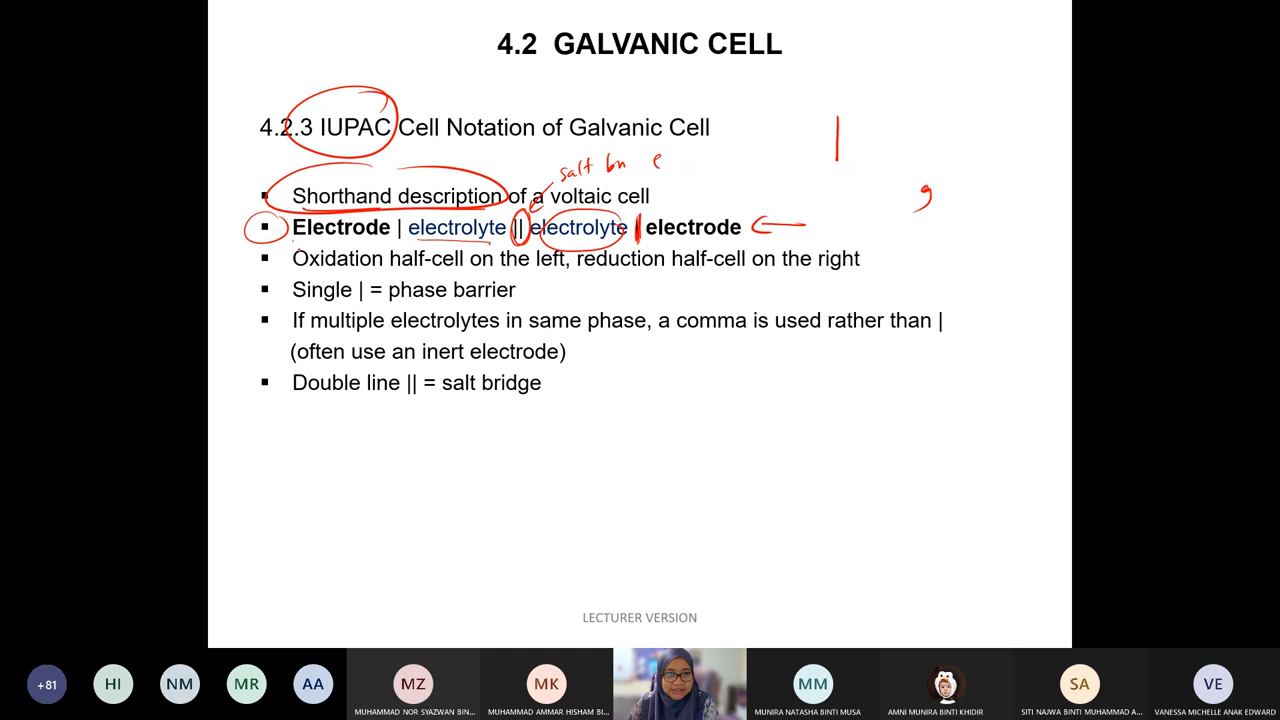 4.2 GALVANIC CELL
4.2.3 IUPAC Cell Notation of Galvanic Cell
|
salt
,
▪ Shorthand description of a voltaic cell
▪ Electrode | electrolyte || electrolyte | electrode
▪ Oxidation half-cell on the left, reduction half-cell on the right
▪ Single | = phase barrier
▪ If multiple electrolytes in same phase, a comma is used rather than |
(often use an inert electrode)
▪ Double line || = salt bridge
LECTURER VERSION
+81
HI
NM
MR
AA
MZ
MUHAMMAD NOR SYAZWAN BIN...
MK
MUHAMMAD AMMAR HISHAM BI...
MM
MUNIRA NATASHA BINTI MUSA
AMNI MUNIRA BINTI KHIDIR
SA
SITI NAJWA BINTI MUHAMMAD A...
VE
VANESSA MICHELLE ANAK EDWARD